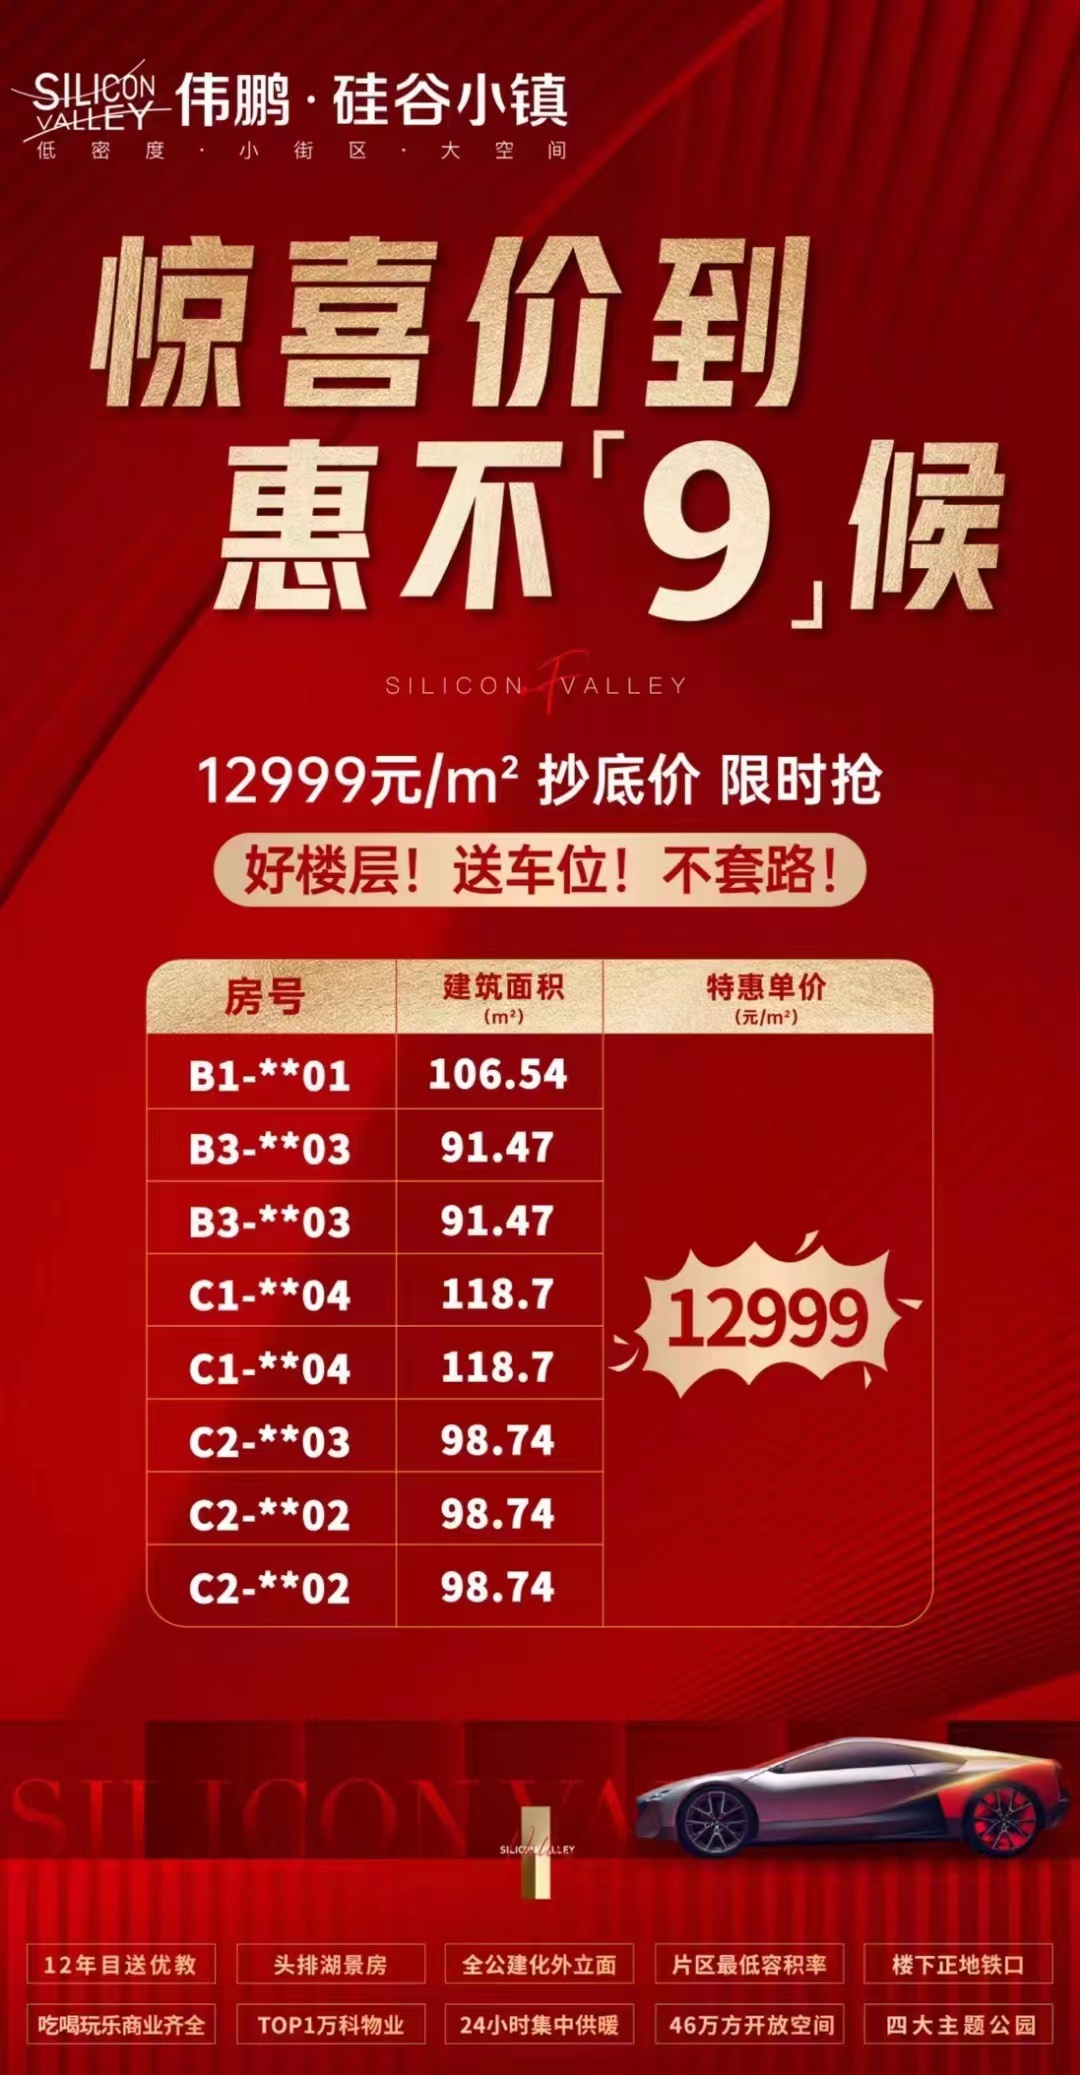 SILICON
VALLEY
伟鹏·硅谷小镇
低密度·小街区·大空间
惊喜价到
惠不「9」候
SILICON VALLEY
12999元/m² 抄底价 限时抢
好楼层！送车位！不套路！
房号 建筑面积 特惠单价
(m²) (元/m²)
B1-**01 106.54
B3-**03 91.47
B3-**03 91.47
C1-**04 118.7
12999
C1-**04 118.7
C2-**03 98.74
C2-**02 98.74
C2-**02 98.74
SILICON VA
SILICON VALLEY
12年目送优教 头排湖景房 全公建化外立面 片区最低容积率 楼下正地铁口
吃喝玩乐商业齐全 TOP1万科物业 24小时集中供暖 46万方开放空间 四大主题公园